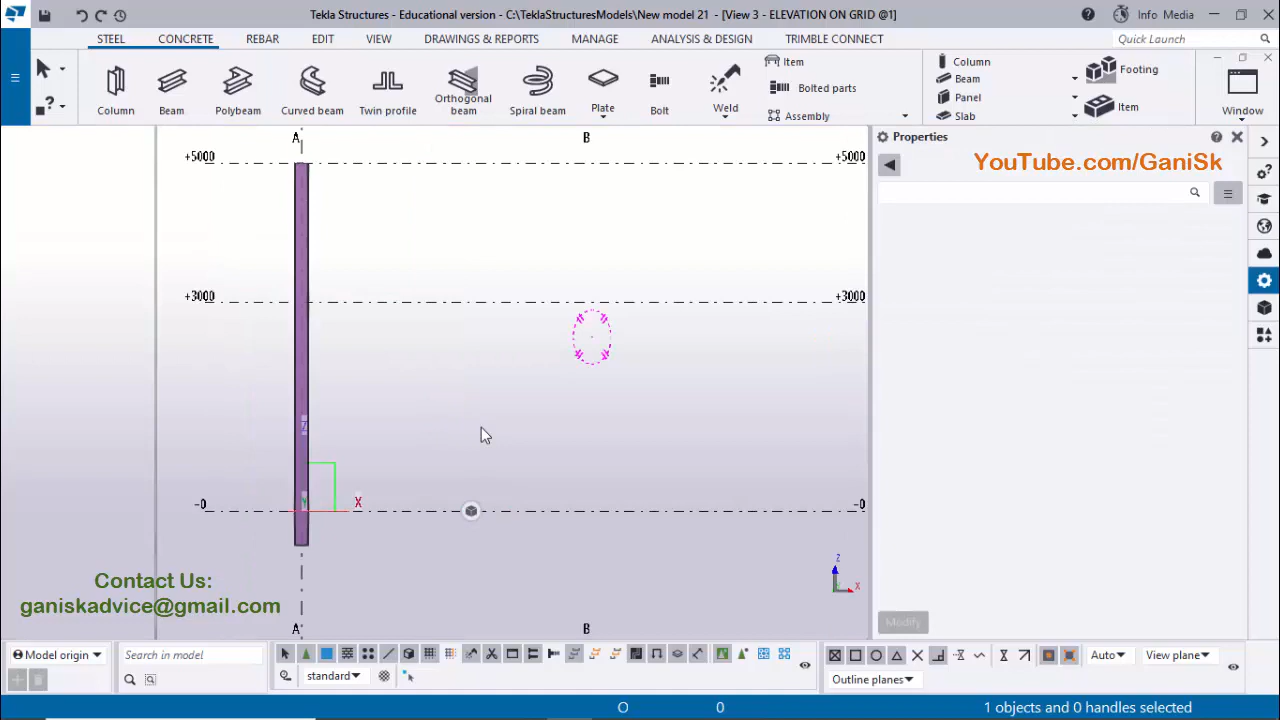 Tekla Structures - Educational version - C:\TeklaStructuresModels\New model 21 - [View 3 - ELEVATION ON GRID @1]
Info Media
STEEL CONCRETE REBAR EDIT VIEW DRAWINGS & REPORTS MANAGE ANALYSIS & DESIGN TRIMBLE CONNECT
Quick Launch
Column
Beam
Polybeam
Curved beam
Twin profile
Orthogonal
beam
Spiral beam
Plate
Bolt
Weld
Item
Bolted parts
Assembly
Column
Beam
Panel
Slab
Footing
Item
Window
Properties
YouTube.com/GaniSk
A B
+5000 +5000
+3000 +3000
-0 -0
Z
Y X
Z
X
Contact Us:
ganiskadvice@gmail.com
A B
Modify
Model origin
Search in model
standard
Auto
View plane
Outline planes
O 0 1 objects and 0 handles selected